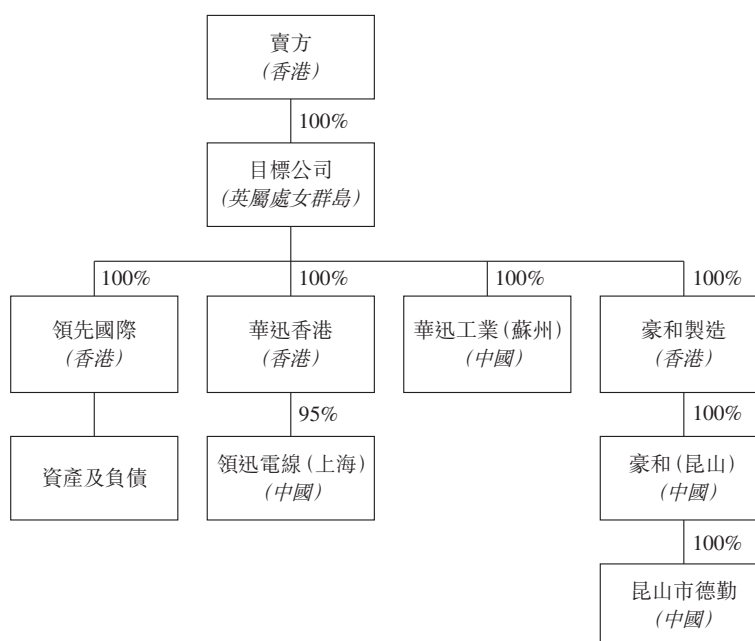 賣方
(香港)
100%
目標公司
(英屬處女群島)
100%
100%
100%
100%
領先國際
(香港)
華迅香港
(香港)
華迅工業(蘇州)
(中國)
豪和製造
(香港)
95%
100%
資產及負債
領迅電線(上海)
(中國)
豪和(昆山)
(中國)
100%
昆山市德勤
(中國)